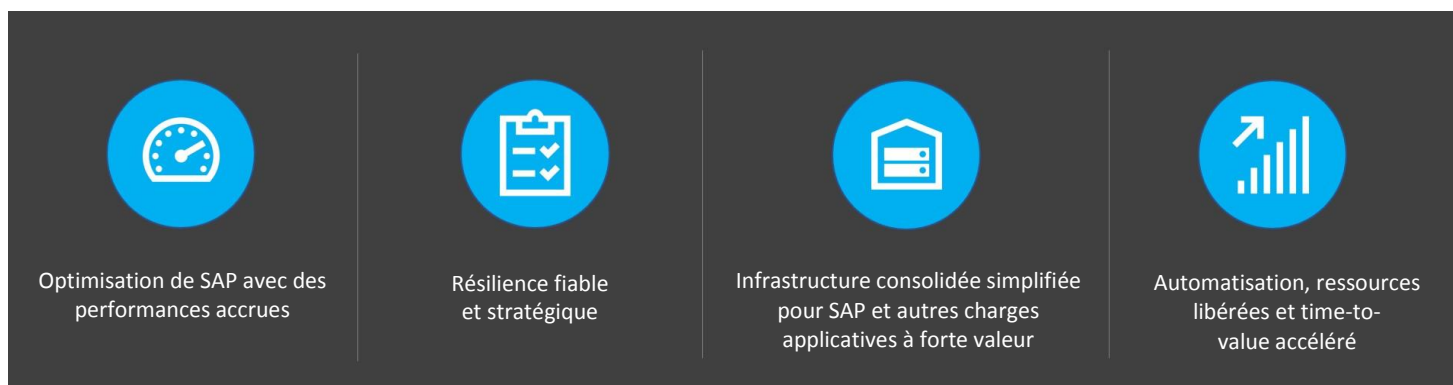 Optimisation de SAP avec des
performances accrues
Résilience fiable
et stratégique
Infrastructure consolidée simplifiée
pour SAP et autres charges
applicatives à forte valeur
Automatisation, ressources
libérées et time-to-
value accéléré